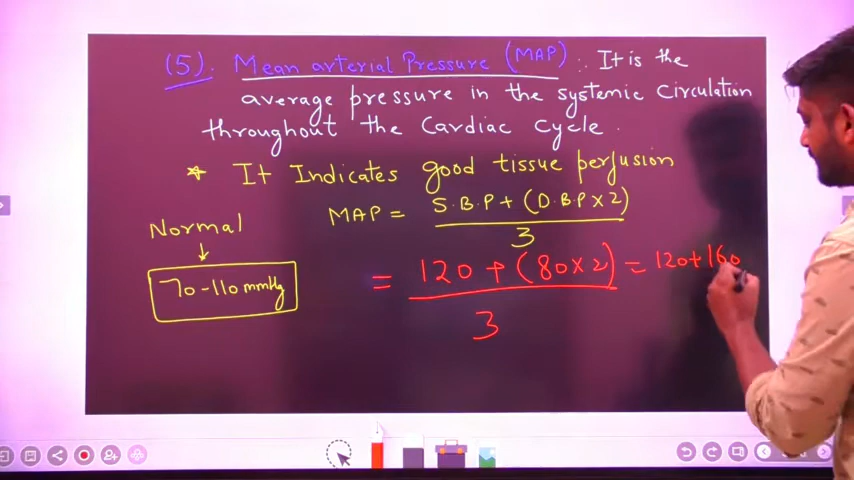 (5). Mean arterial Pressure (MAP) :- It is the
average pressure in the systemic Circulation
throughout the Cardiac Cycle.
* It Indicates good tissue perfusion
Normal
70-110 mmHg
MAP = S.B.P + (D.B.P x 2)
3
= 120 + (80 x 2) = 120+160
3